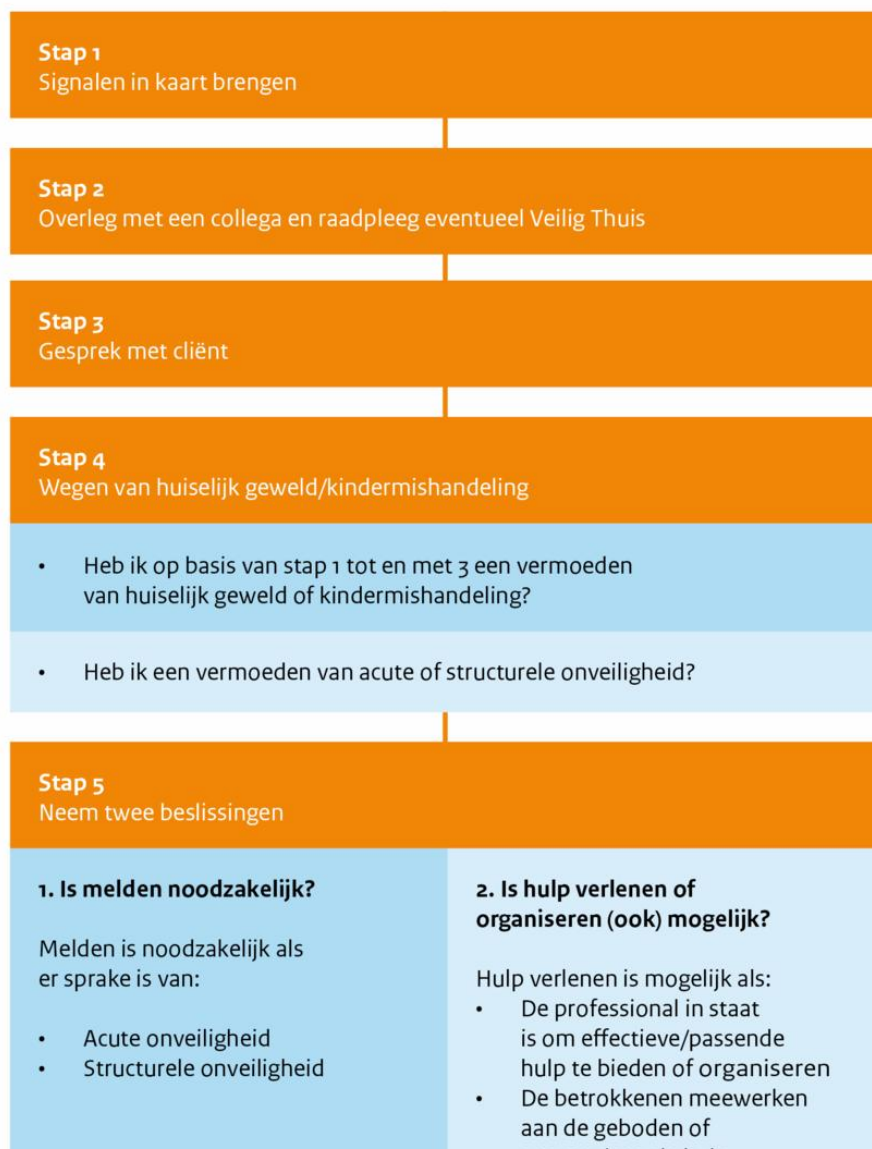 Stap 1
Signalen in kaart brengen
Stap 2
Overleg met een collega en raadpleeg eventueel Veilig Thuis
Stap 3
Gesprek met cliënt
Stap 4
Wegen van huiselijk geweld/kindermishandeling
• Heb ik op basis van stap 1 tot en met 3 een vermoeden
van huiselijk geweld of kindermishandeling?
• Heb ik een vermoeden van acute of structurele onveiligheid?
Stap 5
Neem twee beslissingen
1. Is melden noodzakelijk?
Melden is noodzakelijk als
er sprake is van:
• Acute onveiligheid
• Structurele onveiligheid
2. Is hulp verlenen of
organiseren (ook) mogelijk?
Hulp verlenen is mogelijk als:
• De professional in staat
is om effectieve/passende
hulp te bieden of organiseren
• De betrokkenen meewerken
aan de geboden of